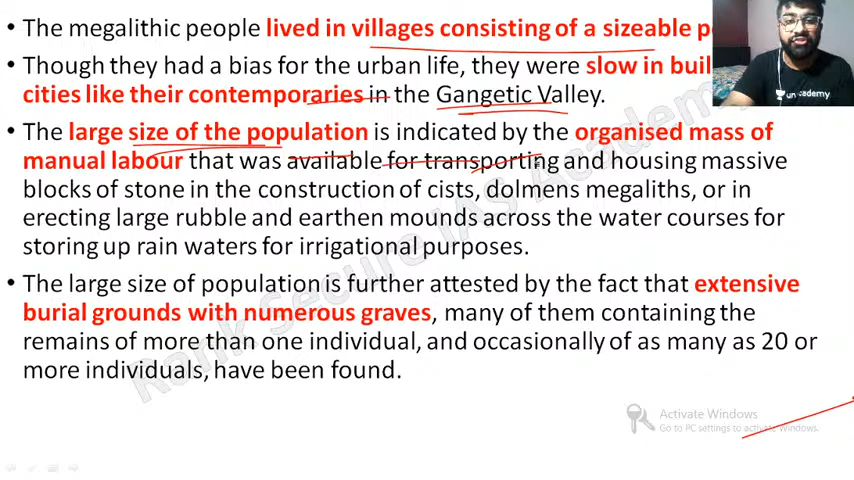 • The megalithic people lived in villages consisting of a sizeable
• Though they had a bias for the urban life, they were slow in
cities like their contemporaries in the Gangetic Valley.
• The large size of the population is indicated by the organised mass of
manual labour that was available for transporting and housing massive
blocks of stone in the construction of cists, dolmens megaliths, or in
erecting large rubble and earthen mounds across the water courses for
storing up rain waters for irrigational purposes.
• The large size of population is further attested by the fact that extensive
burial grounds with numerous graves, many of them containing the
remains of more than one individual, and occasionally of as many as 20 or
more individuals, have been found.
Rank Secure IAS Academy
Activate Windows
Go to PC settings to activate Windows.